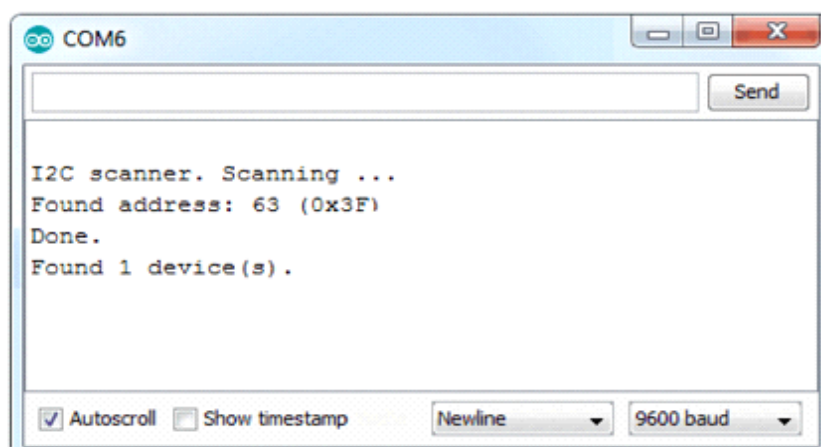 COM6
Send
I2C scanner. Scanning ...
Found address: 63 (0x3F)
Done.
Found 1 device(s).
Autoscroll Show timestamp Newline 9600 baud